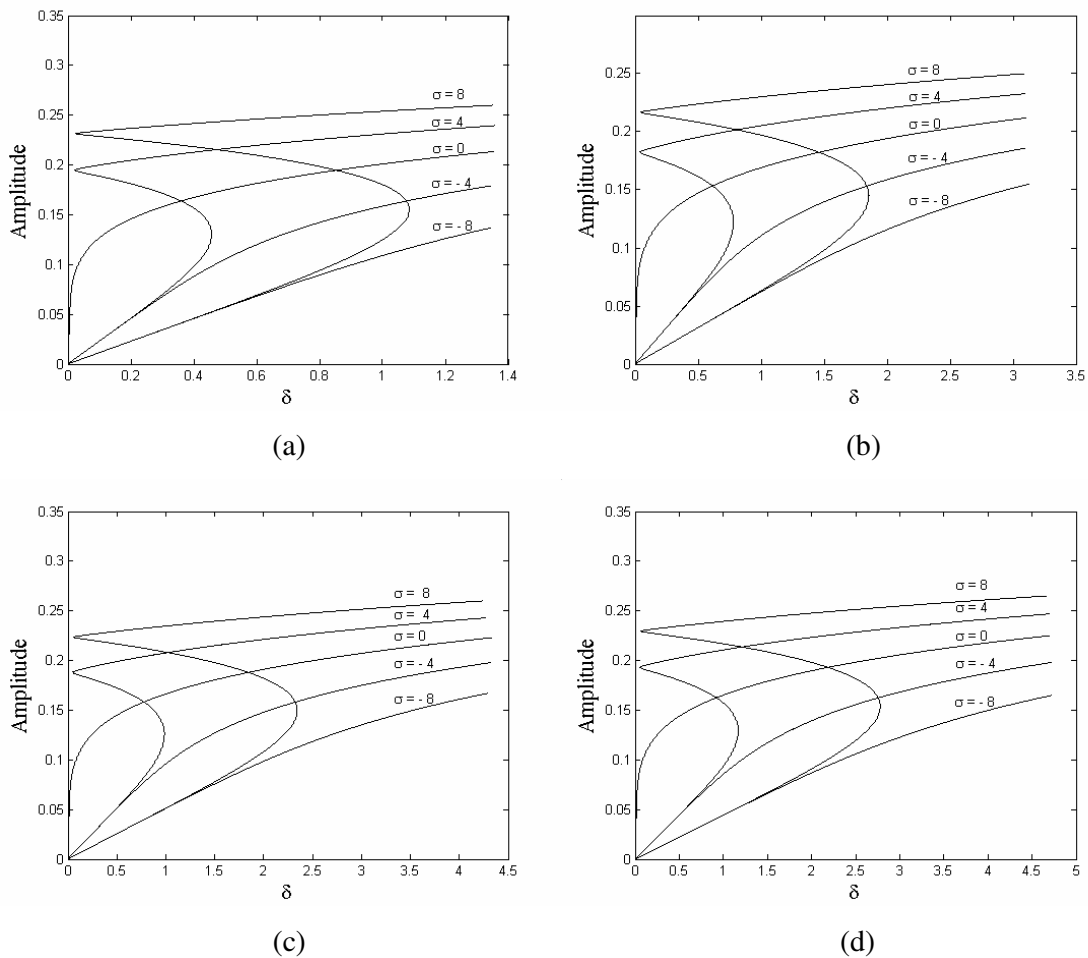 0.35
0.3
0.25
0.2
0.15
0.1
0.05
0
Amplitude
σ = 8
σ = 4
σ = 0
σ = - 4
σ = - 8
0 0.2 0.4 0.6 0.8 1 1.2 1.4
δ
(a)
0.25
0.2
0.15
0.1
0.05
0
Amplitude
σ = 8
σ = 4
σ = 0
σ = - 4
σ = - 8
0 0.5 1 1.5 2 2.5 3 3.5
δ
(b)
0.35
0.3
0.25
0.2
0.15
0.1
0.05
0
Amplitude
σ = 8
σ = 4
σ = 0
σ = - 4
σ = - 8
0 0.5 1 1.5 2 2.5 3 3.5 4 4.5
δ
(c)
0.35
0.3
0.25
0.2
0.15
0.1
0.05
0
Amplitude
σ = 8
σ = 4
σ = 0
σ = - 4
σ = - 8
0 0.5 1 1.5 2 2.5 3 3.5 4 4.5 5
δ
(d)